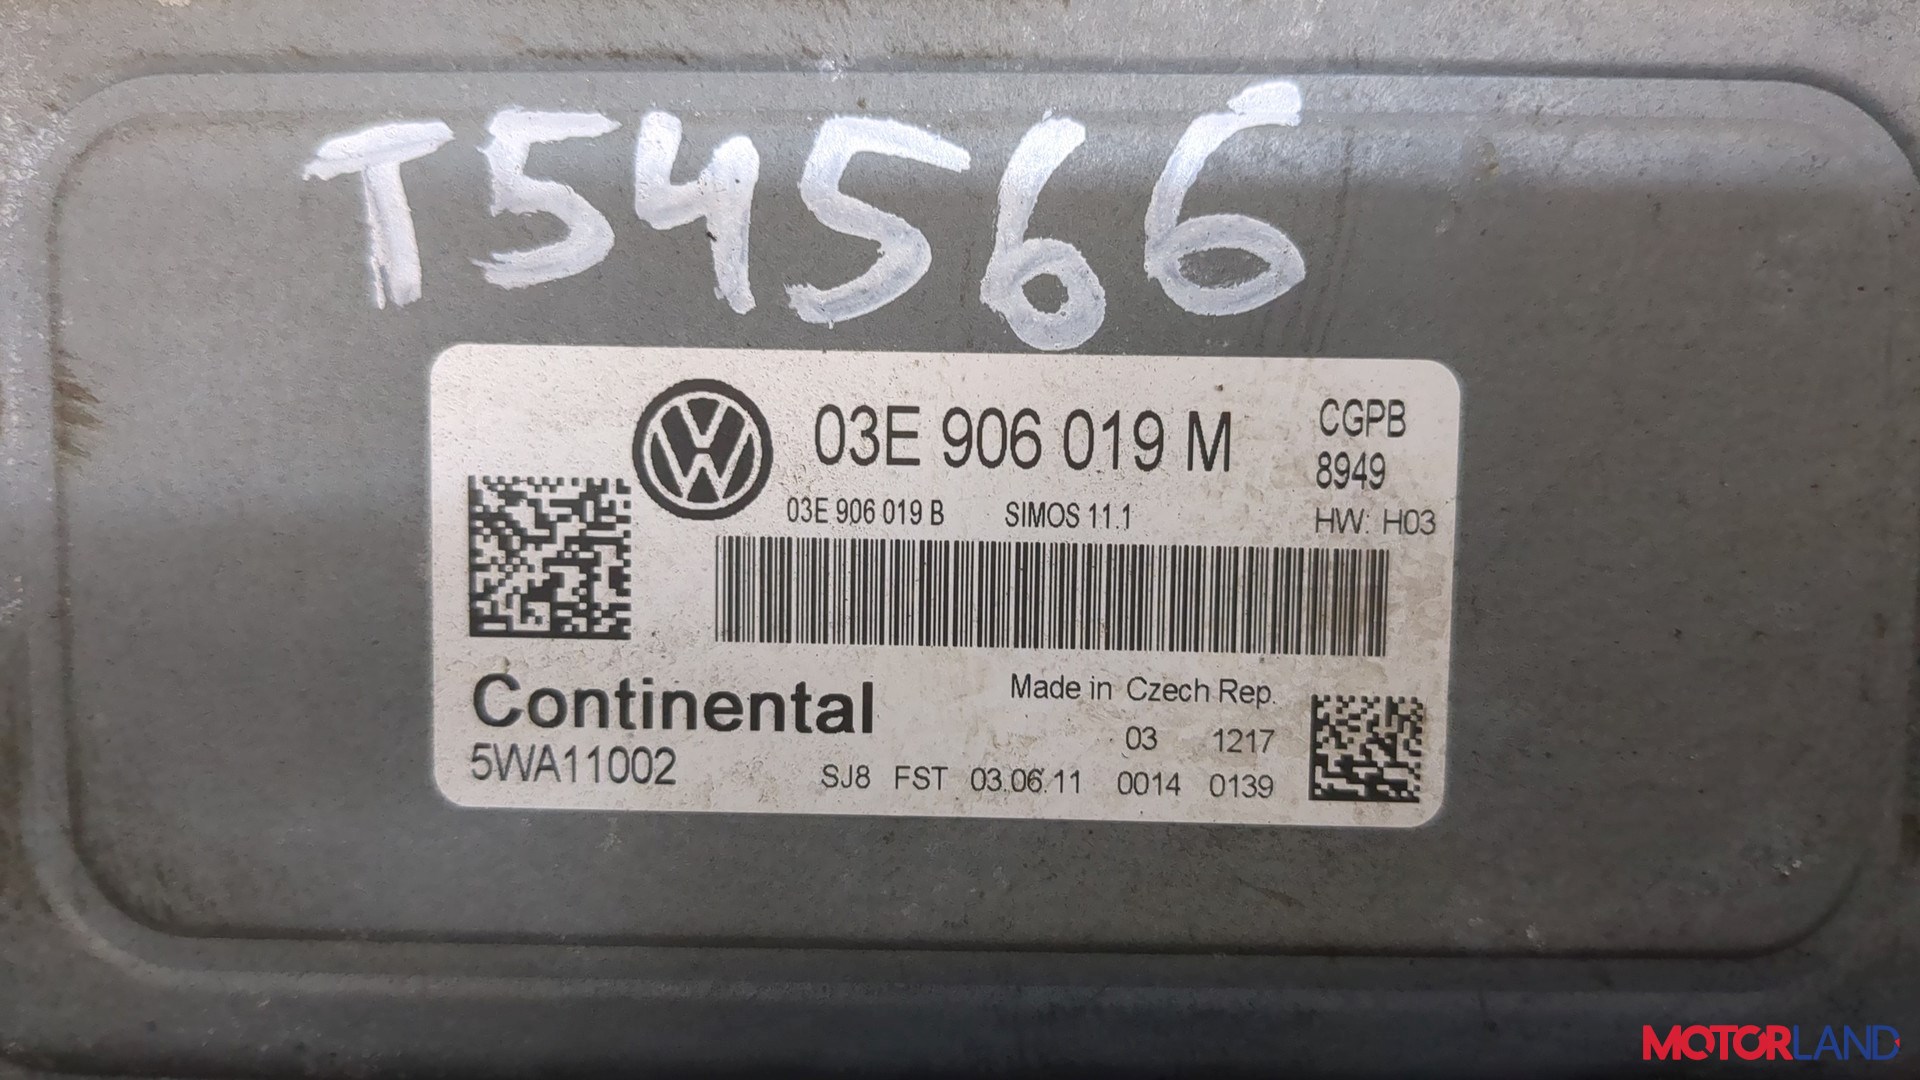 T54566
03E 906 019 M
CGPB
8949
03E 906 019 B SIMOS 11.1
HW: H03
Continental
5WA11002
Made in Czech Rep.
03 1217
SJ8 FST 03.06.11 0014 0139
MOTORLAND